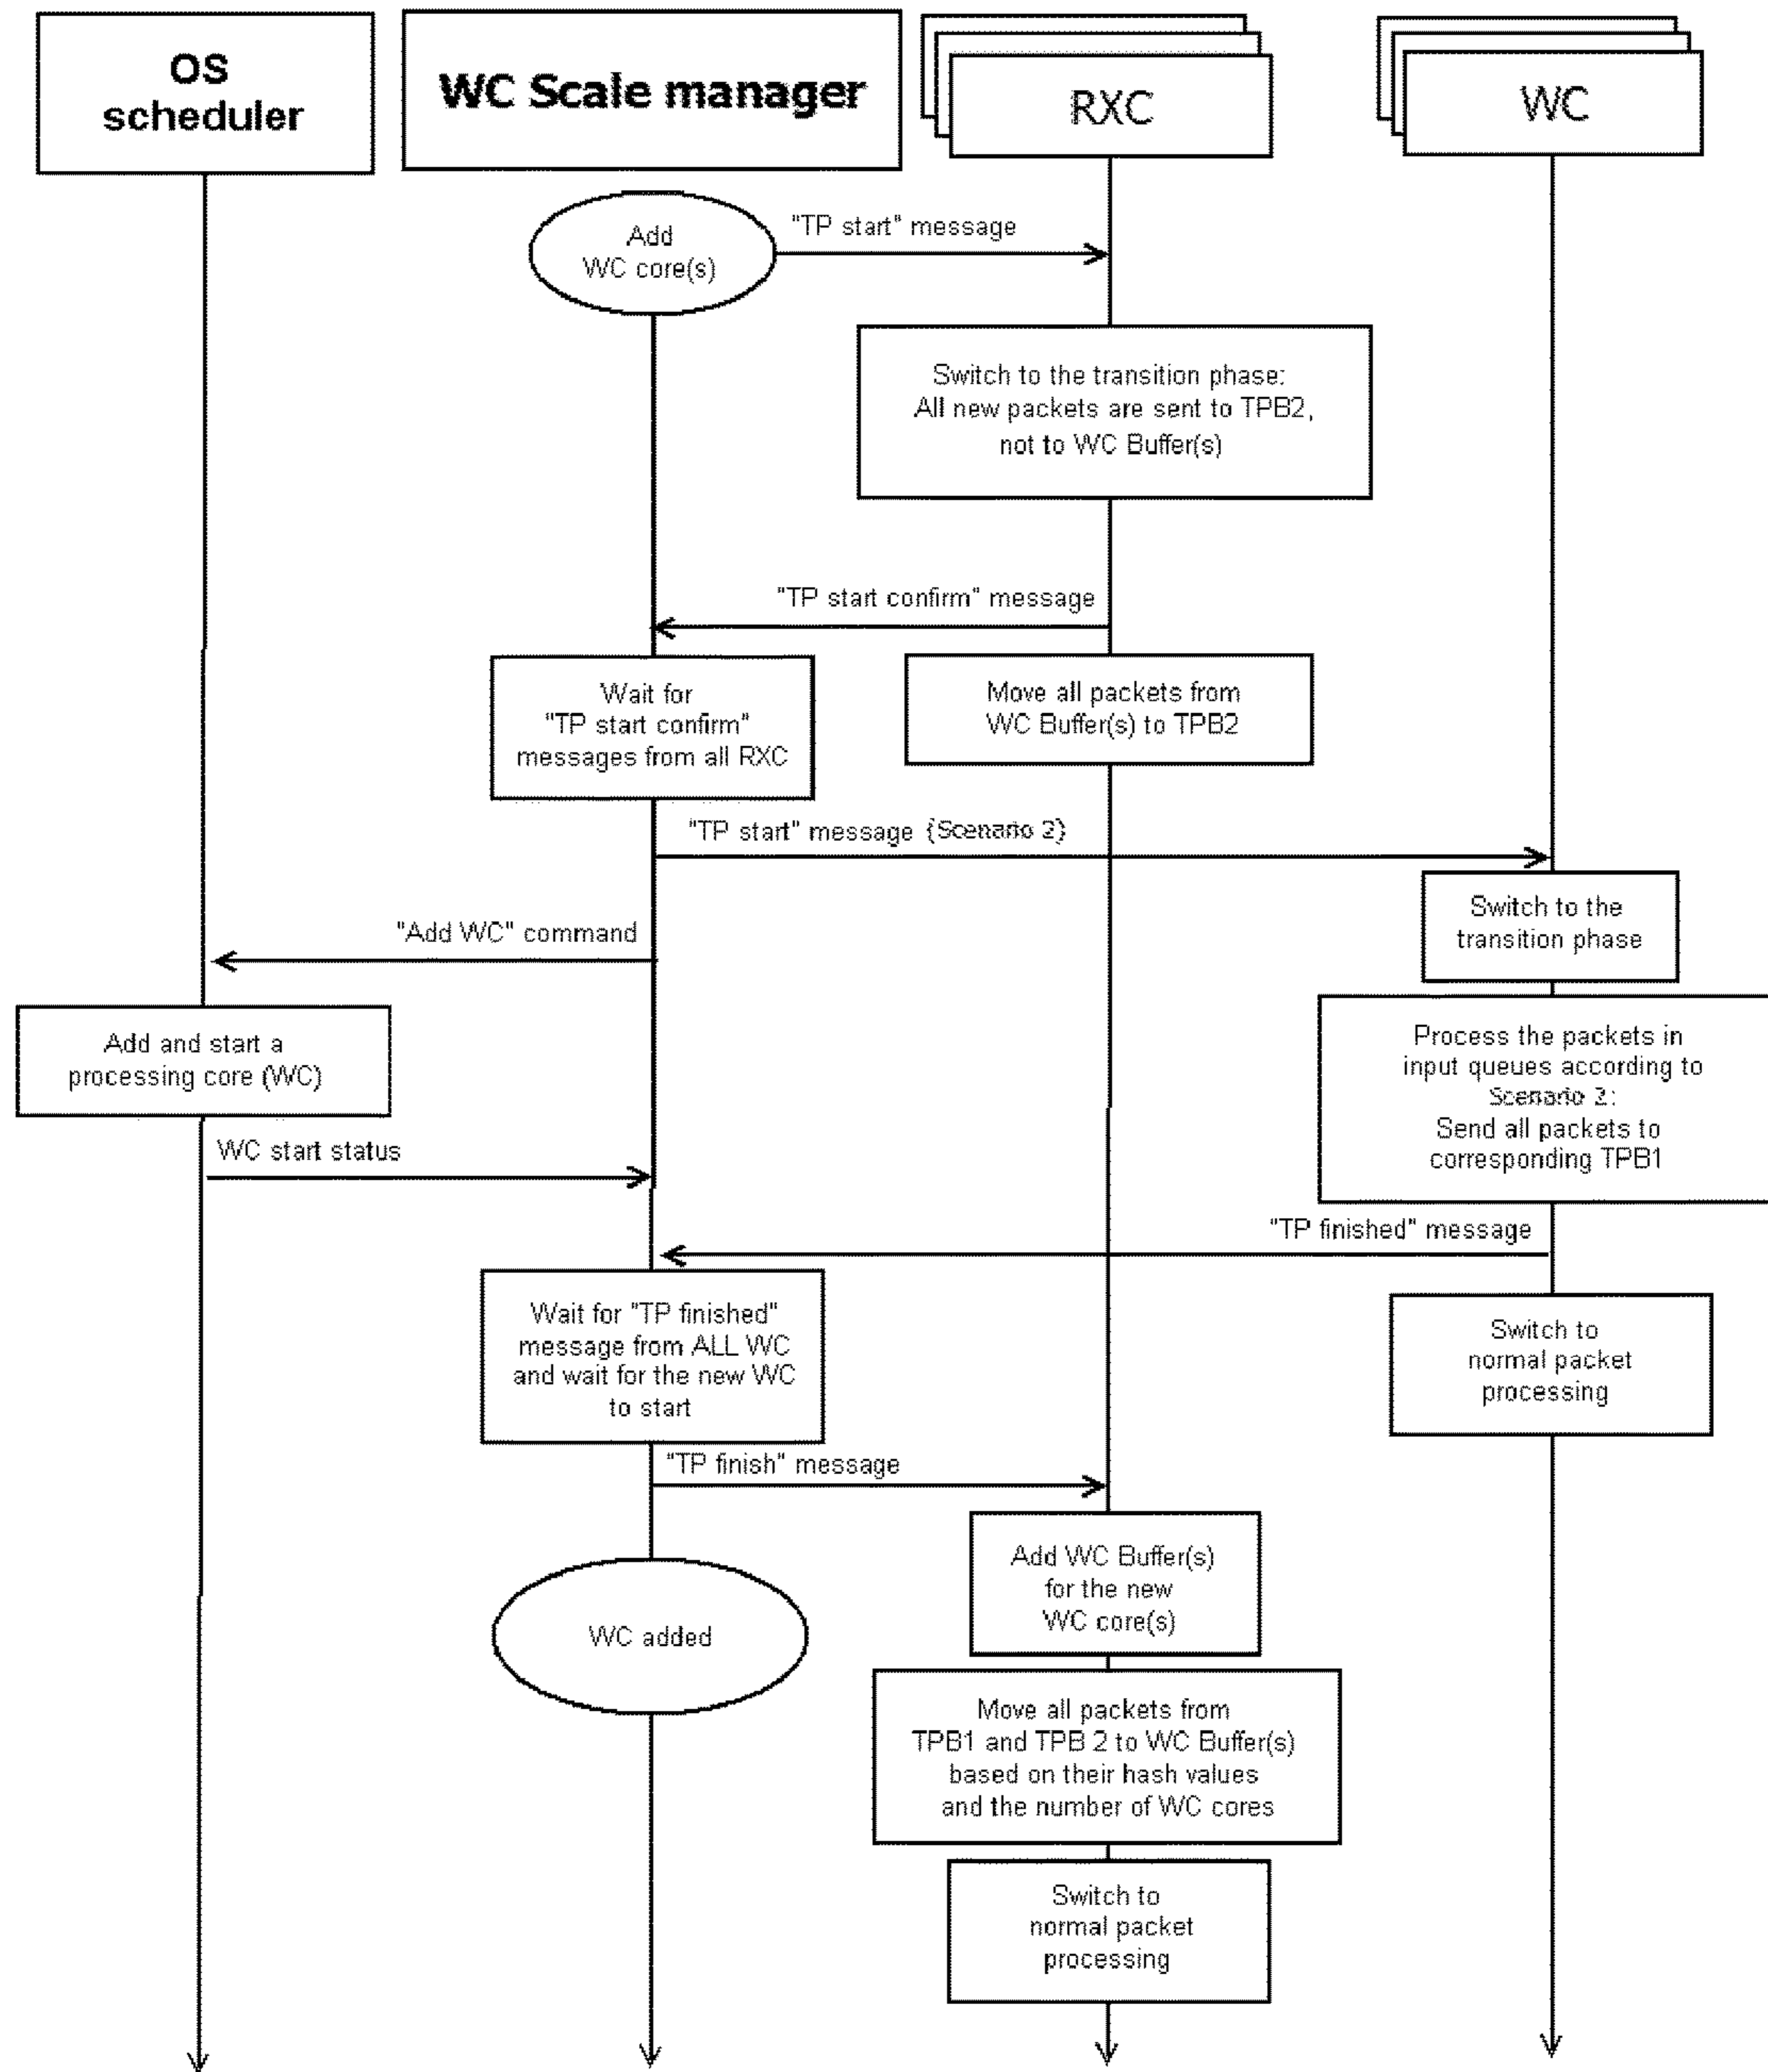 OS
scheduler
WC Scale manager
RXC
WC
Add
WC core(s)
"TP start" message
Switch to the transition phase:
All new packets are sent to TPB2,
not to WC Buffer(s)
"TP start confirm" message
Wait for
"TP start confirm"
messages from all RXC
Move all packets from
WC Buffer(s) to TPB2
"TP start" message {Scenario 2}
Switch to the
transition phase
"Add WC" command
Add and start a
processing core (WC)
Process the packets in
input queues according to
Scenario 2:
Send all packets to
corresponding TPB1
WC start status
"TP finished" message
Wait for "TP finished"
message from ALL WC
and wait for the new WC
to start
Switch to
normal packet
processing
"TP finish" message
Add WC Buffer(s)
for the new
WC core(s)
WC added
Move all packets from
TPB1 and TPB 2 to WC Buffer(s)
based on their hash values
and the number of WC cores
Switch to
normal packet
processing